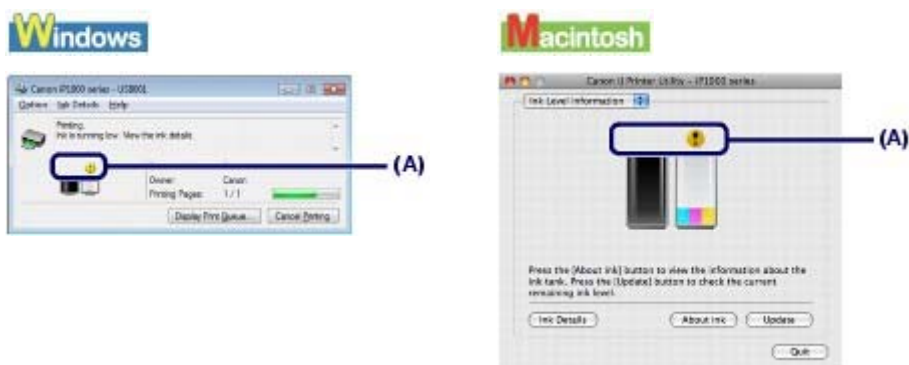 Windows
Canon iP1800 series - USB001
Option Ink Details Help
Printing.
Ink is running low. View the ink details.
Owner: Canon
Printing Pages: 1 / 1
Display Print Queue... Cancel Printing
(A)
Macintosh
Canon IJ Printer Utility – iP1800 series
Ink Level Information
(A)
Press the [About Ink] button to view the information about the
ink tank. Press the [Update] button to check the current
remaining ink level.
Ink Details About Ink Update
Quit